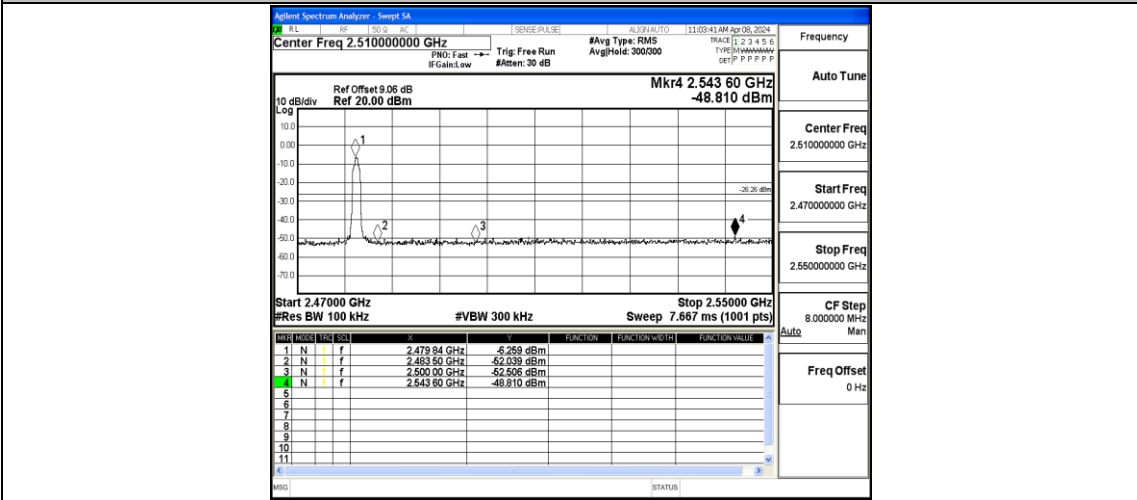 Agilent Spectrum Analyzer - Swept SA
RL RF 50 Ω AC SENSE:PULSE ALIGN AUTO 11:03:41 AM Apr 08, 2024
Center Freq 2.510000000 GHz #Avg Type: RMS TRACE 1 2 3 4 5 6
PNO: Fast Trig: Free Run Avg|Hold: 300/300 TYPE MWWWWW
IFGain:Low #Atten: 30 dB DET P P P P P P
Frequency
Auto Tune
Center Freq
2.510000000 GHz
Start Freq
2.470000000 GHz
Stop Freq
2.550000000 GHz
CF Step
8.000000 MHz
Auto Man
Freq Offset
0 Hz
Mkr4 2.543 60 GHz
-48.810 dBm
Ref Offset 9.06 dB
10 dB/div Ref 20.00 dBm
Log
10.0
0.00
-10.0
-20.0
-30.0
-40.0
-50.0
-60.0
-70.0
1
2
3
4
-26.26 dBm
Start 2.47000 GHz Stop 2.55000 GHz
#Res BW 100 kHz #VBW 300 kHz Sweep 7.667 ms (1001 pts)
MKR MODE TRC SCL X Y FUNCTION FUNCTION WIDTH FUNCTION VALUE
1 N 1 f 2.479 84 GHz -6.259 dBm
2 N 1 f 2.483 50 GHz -52.039 dBm
3 N 1 f 2.500 00 GHz -52.506 dBm
4 N 1 f 2.543 60 GHz -48.810 dBm
5
6
7
8
9
10
11
MSG STATUS